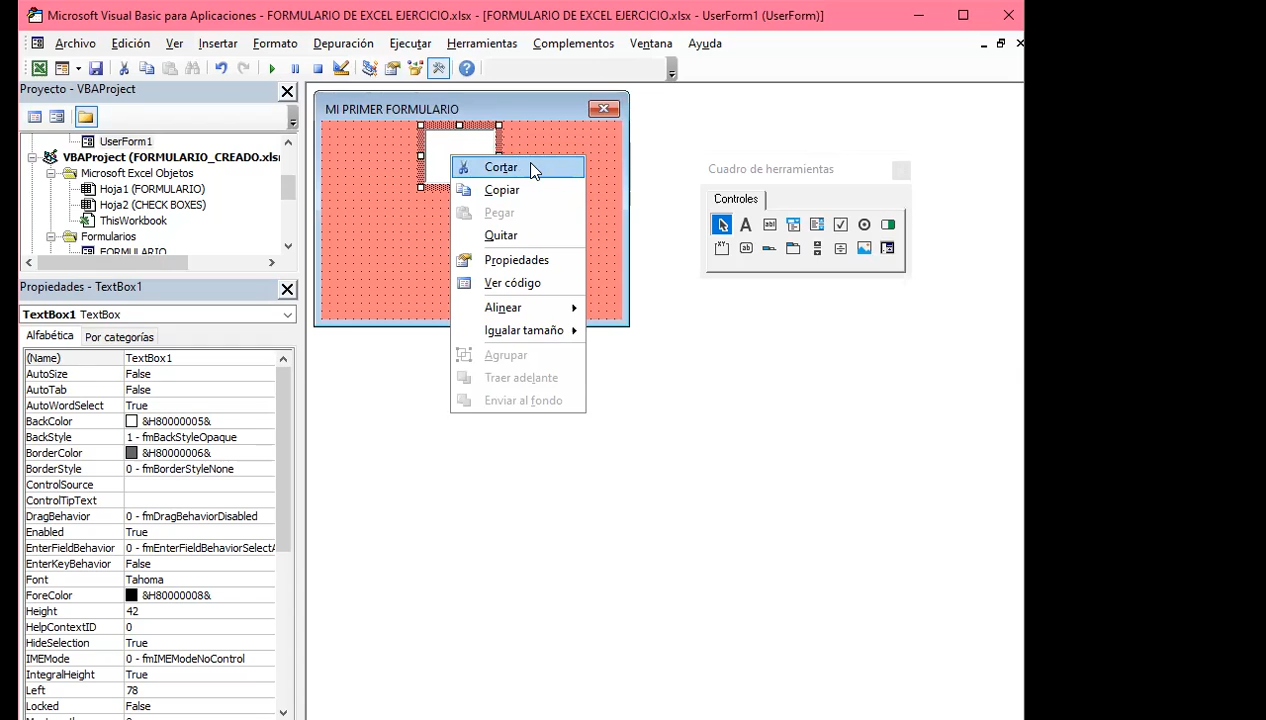 Microsoft Visual Basic para Aplicaciones - FORMULARIO DE EXCEL EJERCICIO.xlsx - [FORMULARIO DE EXCEL EJERCICIO.xlsx - UserForm1 (UserForm)]
Archivo Edición Ver Insertar Formato Depuración Ejecutar Herramientas Complementos Ventana Ayuda
Proyecto - VBAProject
UserForm1
VBAProject (FORMULARIO_CREADO.xls
Microsoft Excel Objetos
Hoja1 (FORMULARIO)
Hoja2 (CHECK BOXES)
ThisWorkbook
Formularios
FORMULARIO
Propiedades - TextBox1
TextBox1 TextBox
Alfabética Por categorías
(Name) TextBox1
AutoSize False
AutoTab False
AutoWordSelect True
BackColor &H80000005&
BackStyle 1 - fmBackStyleOpaque
BorderColor &H80000006&
BorderStyle 0 - fmBorderStyleNone
ControlSource
ControlTipText
DragBehavior 0 - fmDragBehaviorDisabled
Enabled True
EnterFieldBehavior 0 - fmEnterFieldBehaviorSelectA
EnterKeyBehavior False
Font Tahoma
ForeColor &H80000008&
Height 42
HelpContextID 0
HideSelection True
IMEMode 0 - fmIMEModeNoControl
IntegralHeight True
Left 78
Locked False
MI PRIMER FORMULARIO
Cortar
Copiar
Pegar
Quitar
Propiedades
Ver código
Alinear
Igualar tamaño
Agrupar
Traer adelante
Enviar al fondo
Cuadro de herramientas
Controles